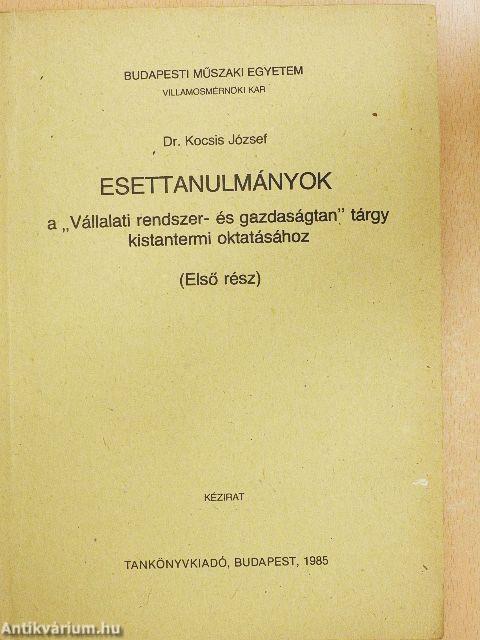 BUDAPESTI MŰSZAKI EGYETEM
VILLAMOSMÉRNÖKI KAR
Dr. Kocsis József
ESETTANULMÁNYOK
a „Vállalati rendszer- és gazdaságtan” tárgy
kistantermi oktatásához
(Első rész)
KÉZIRAT
TANKÖNYVKIADÓ, BUDAPEST, 1985
Antikvárium.hu